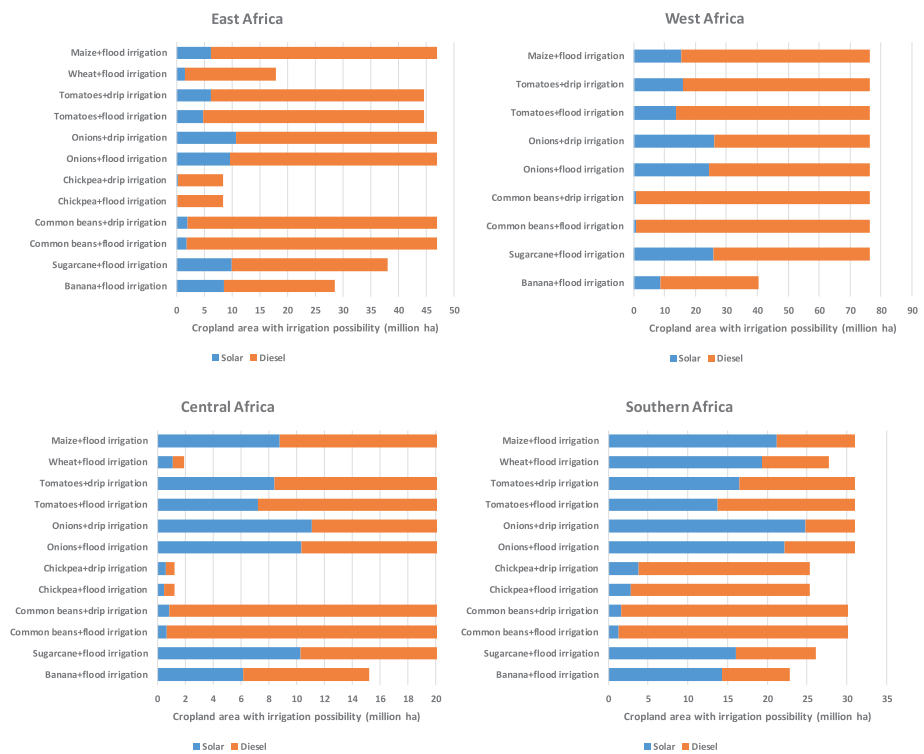 East Africa
Maize+flood irrigation
Wheat+flood irrigation
Tomatoes+drip irrigation
Tomatoes+flood irrigation
Onions+drip irrigation
Onions+flood irrigation
Chickpea+drip irrigation
Chickpea+flood irrigation
Common beans+drip irrigation
Common beans+flood irrigation
Sugarcane+flood irrigation
Banana+flood irrigation
0 5 10 15 20 25 30 35 40 45 50
Cropland area with irrigation possibility (million ha)
Solar Diesel
West Africa
Maize+flood irrigation
Tomatoes+drip irrigation
Tomatoes+flood irrigation
Onions+drip irrigation
Onions+flood irrigation
Common beans+drip irrigation
Common beans+flood irrigation
Sugarcane+flood irrigation
Banana+flood irrigation
0 10 20 30 40 50 60 70 80 90
Cropland area with irrigation possibility (million ha)
Solar Diesel
Central Africa
Maize+flood irrigation
Wheat+flood irrigation
Tomatoes+drip irrigation
Tomatoes+flood irrigation
Onions+drip irrigation
Onions+flood irrigation
Chickpea+drip irrigation
Chickpea+flood irrigation
Common beans+drip irrigation
Common beans+flood irrigation
Sugarcane+flood irrigation
Banana+flood irrigation
0 2 4 6 8 10 12 14 16 18 20
Cropland area with irrigation possibility (million ha)
Solar Diesel
Southern Africa
Maize+flood irrigation
Wheat+flood irrigation
Tomatoes+drip irrigation
Tomatoes+flood irrigation
Onions+drip irrigation
Onions+flood irrigation
Chickpea+drip irrigation
Chickpea+flood irrigation
Common beans+drip irrigation
Common beans+flood irrigation
Sugarcane+flood irrigation
Banana+flood irrigation
0 5 10 15 20 25 30 35
Cropland area with irrigation possibility (million ha)
Solar Diesel